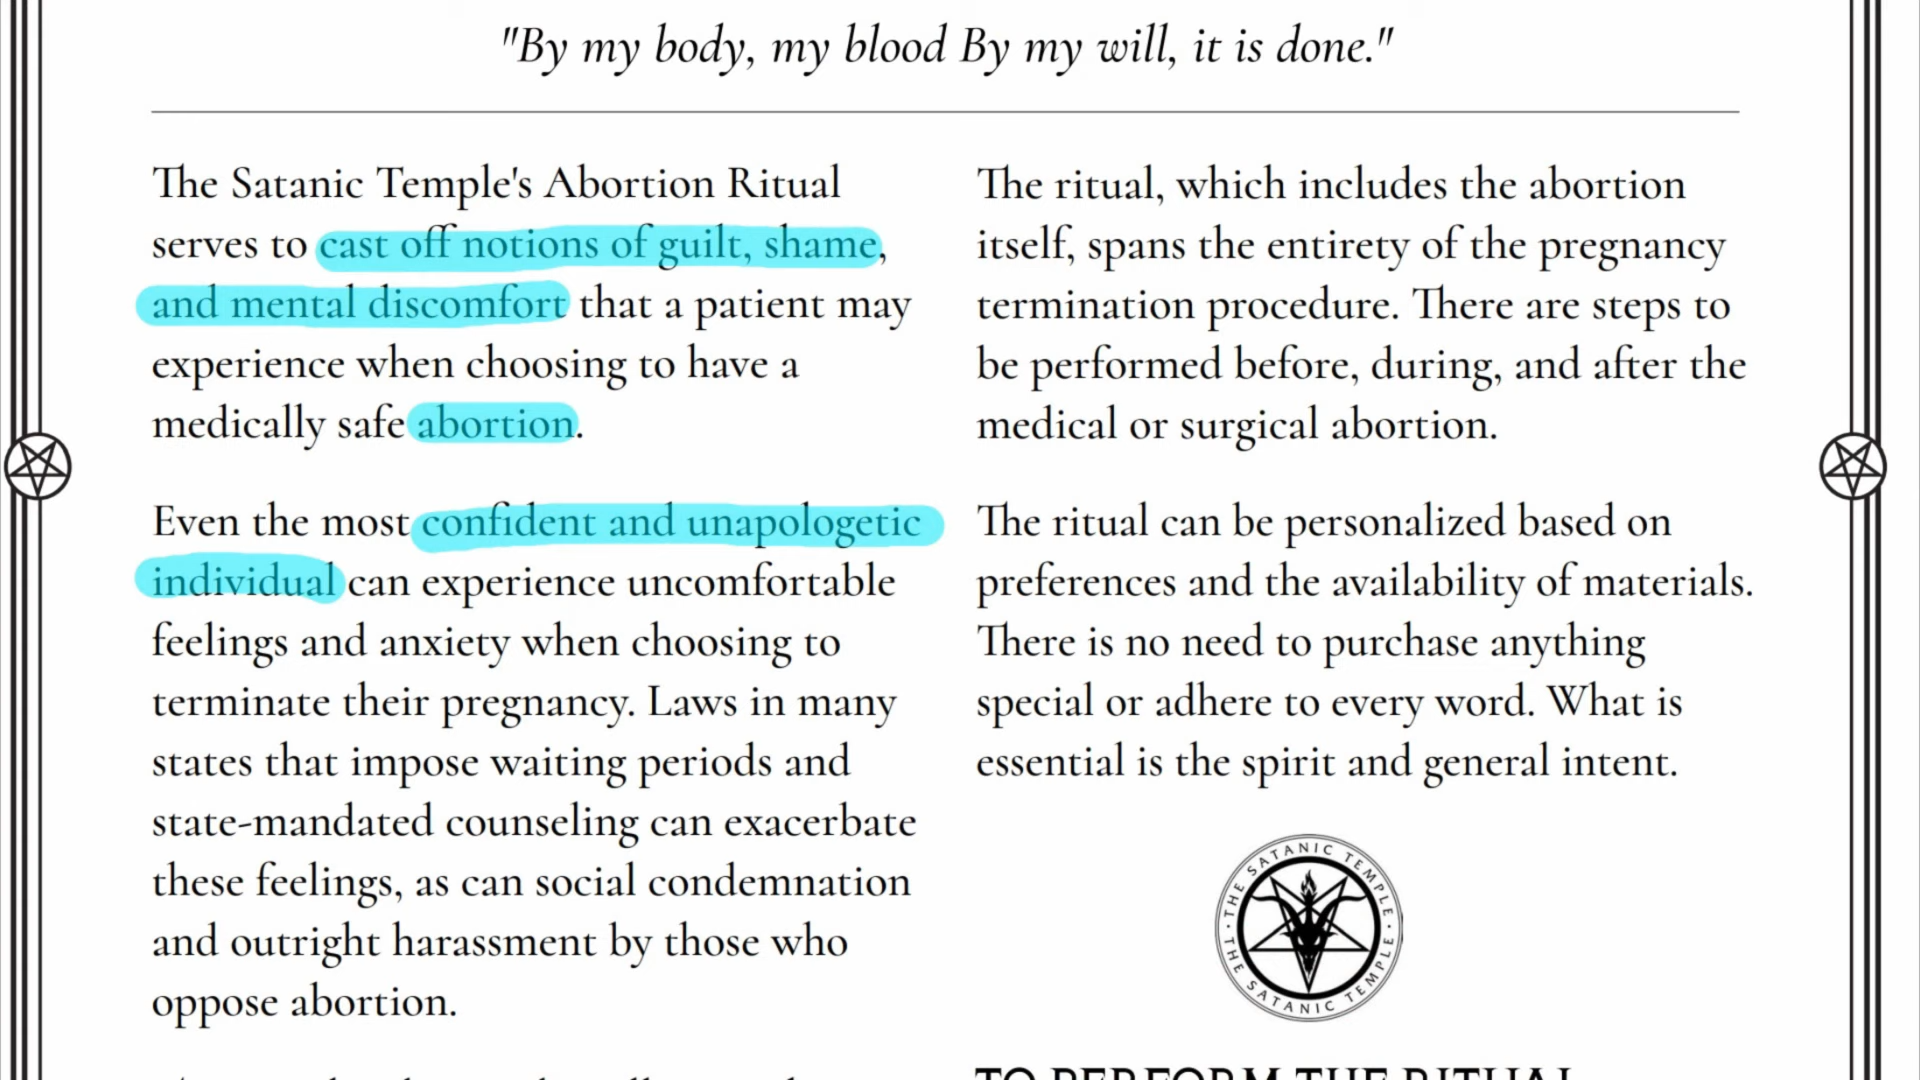 "By my body, my blood By my will, it is done."
The Satanic Temple's Abortion Ritual
serves to cast off notions of guilt, shame,
and mental discomfort that a patient may
experience when choosing to have a
medically safe abortion.
Even the most confident and unapologetic
individual can experience uncomfortable
feelings and anxiety when choosing to
terminate their pregnancy. Laws in many
states that impose waiting periods and
state-mandated counseling can exacerbate
these feelings, as can social condemnation
and outright harassment by those who
oppose abortion.
The ritual, which includes the abortion
itself, spans the entirety of the pregnancy
termination procedure. There are steps to
be performed before, during, and after the
medical or surgical abortion.
The ritual can be personalized based on
preferences and the availability of materials.
There is no need to purchase anything
special or adhere to every word. What is
essential is the spirit and general intent.
THE SATANIC TEMPLE · THE SATANIC TEMPLE ·
TO PERFORM THE RITUAL